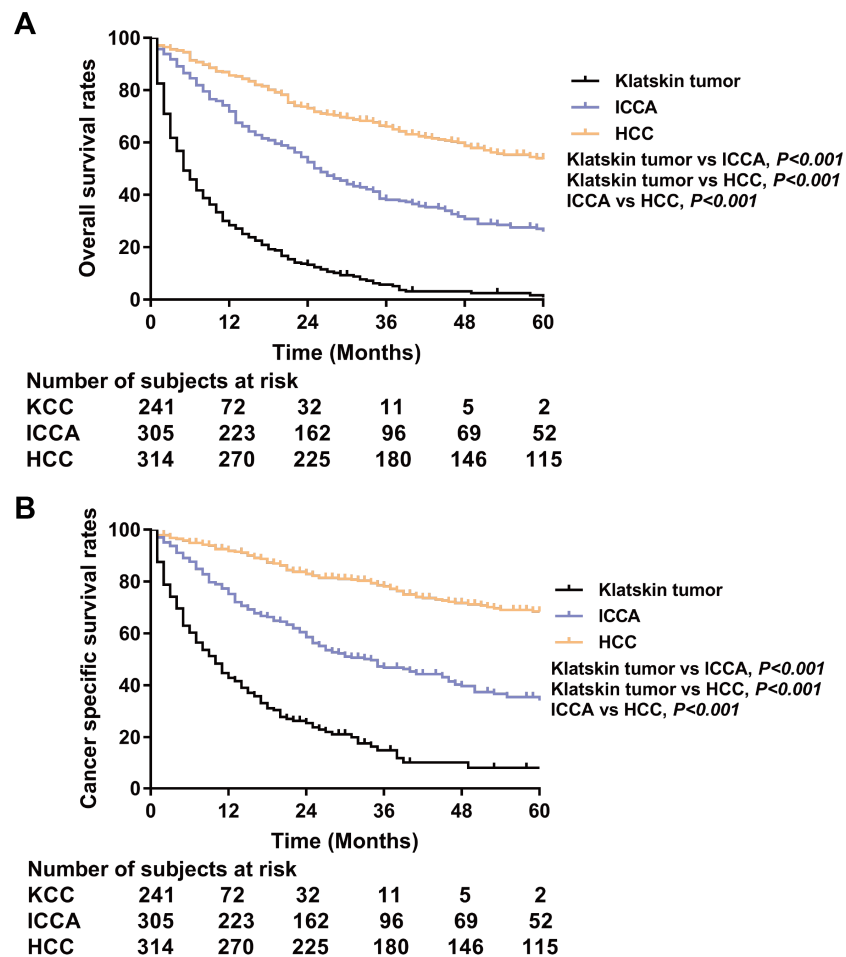 A
Overall survival rates
100
80
60
40
20
0
0 12 24 36 48 60
Time (Months)
Klatskin tumor
ICCA
HCC
Klatskin tumor vs ICCA, P<0.001
Klatskin tumor vs HCC, P<0.001
ICCA vs HCC, P<0.001
Number of subjects at risk
KCC 241 72 32 11 5 2
ICCA 305 223 162 96 69 52
HCC 314 270 225 180 146 115
B
Cancer specific survival rates
100
80
60
40
20
0
0 12 24 36 48 60
Time (Months)
Klatskin tumor
ICCA
HCC
Klatskin tumor vs ICCA, P<0.001
Klatskin tumor vs HCC, P<0.001
ICCA vs HCC, P<0.001
Number of subjects at risk
KCC 241 72 32 11 5 2
ICCA 305 223 162 96 69 52
HCC 314 270 225 180 146 115